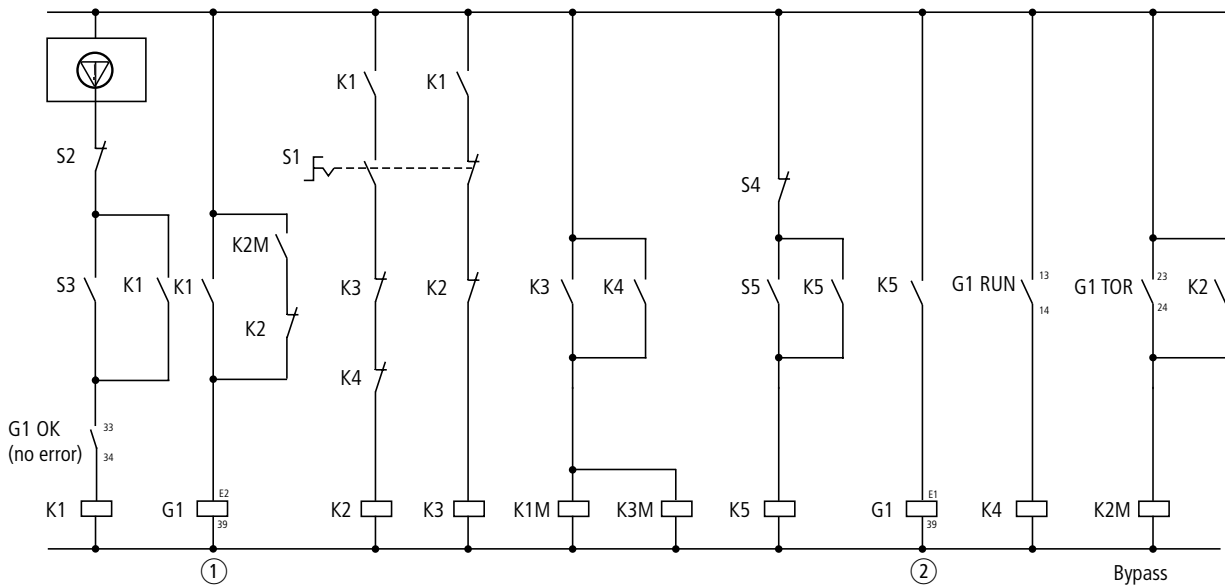 K1
K1
S2
S1
S4
K2M
S3
K1
K1
K3
K2
K3
K4
S5
K5
K5
G1 RUN
13
14
G1 TOR
23
24
K2
K2
K4
G1 OK
(no error)
33
34
K1
G1
E2
39
K2
K3
K1M
K3M
K5
G1
E1
39
K4
K2M
1
2
Bypass